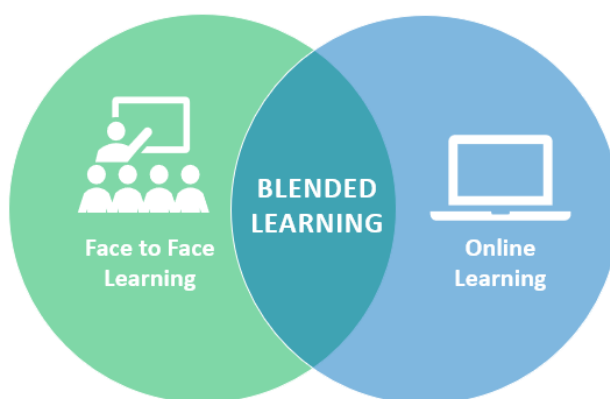 Face to Face
Learning
BLENDED
LEARNING
Online
Learning